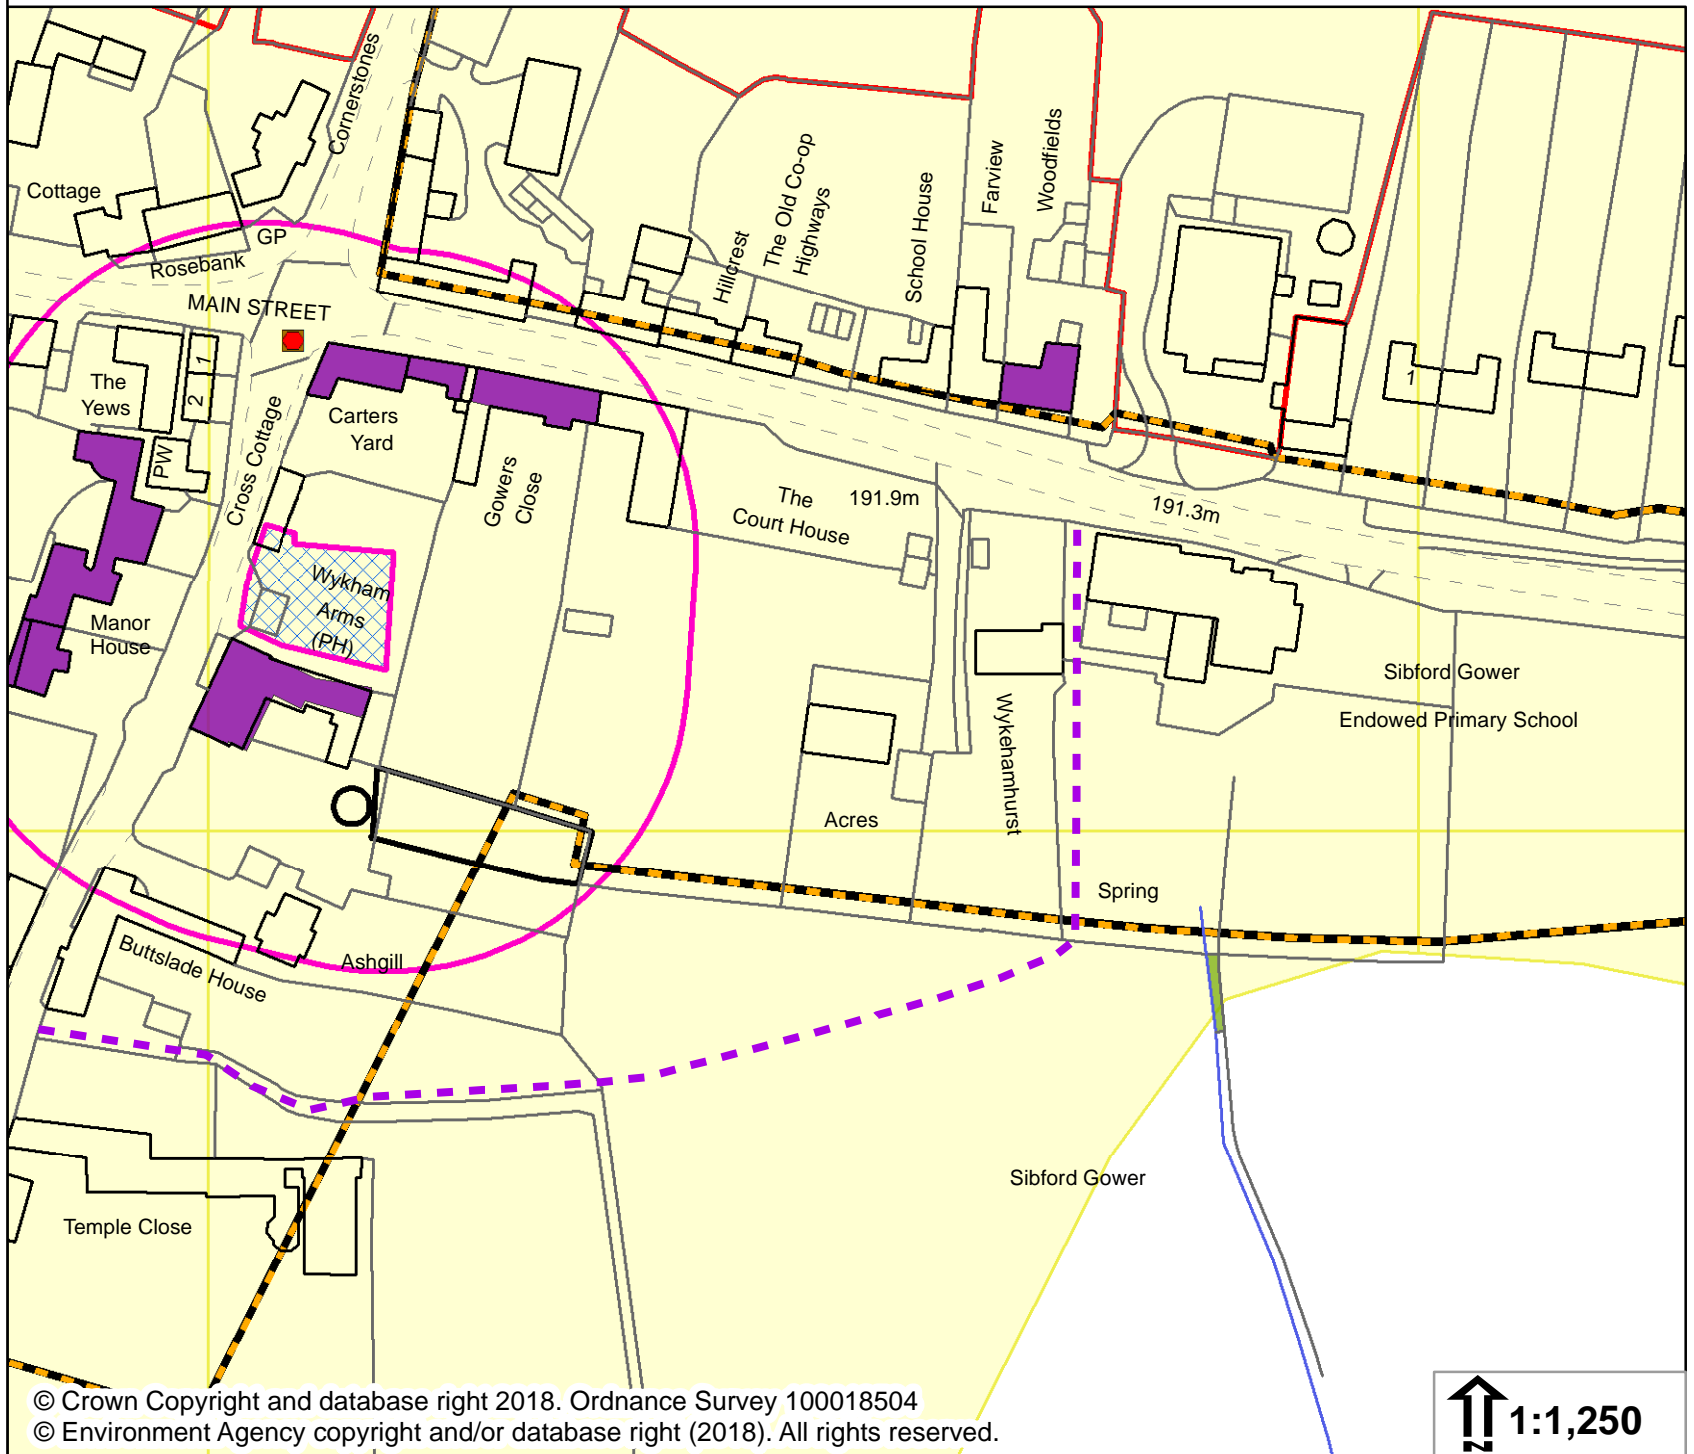 Cornerstones
Cottage
GP
Rosebank
MAIN STREET
Hillcrest
The Old Co-op
Highways
School House
Farview
Woodfields
The
Yews
1
2
PW
Cross Cottage
Carters
Yard
Gowers
Close
The
Court House
191.9m
191.3m
1
Wykham
Arms
(PH)
Manor
House
Sibford Gower
Endowed Primary School
Wykehamhurst
Acres
Spring
Buttslade House
Ashgill
Sibford Gower
Temple Close
© Crown Copyright and database right 2018. Ordnance Survey 100018504
© Environment Agency copyright and/or database right (2018). All rights reserved.
1:1,250
N